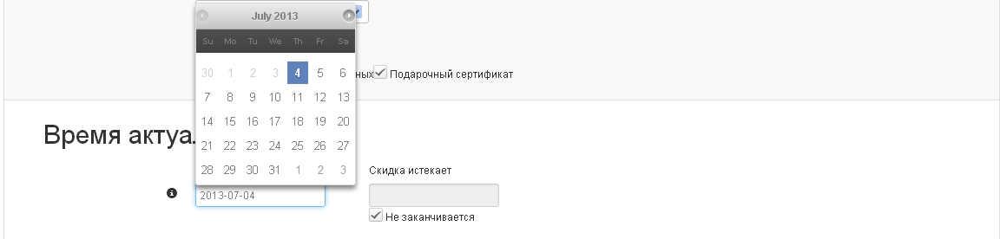 July 2013
Su Mo Tu We Th Fr Sa
30 1 2 3 4 5 6
ных Подарочный сертификат
7 8 9 10 11 12 13
14 15 16 17 18 19 20
Время актуа
21 22 23 24 25 26 27
28 29 30 31 1 2 3
Скидка истекает
2013-07-04
Не заканчивается